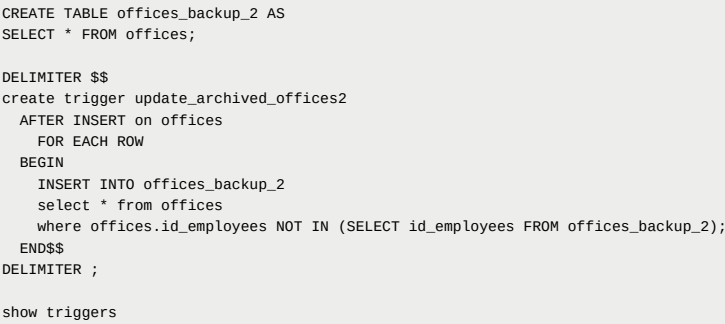 CREATE TABLE offices_backup_2 AS
SELECT * FROM offices;
DELIMITER $$
create trigger update_archived_offices2
AFTER INSERT on offices
FOR EACH ROW
BEGIN
INSERT INTO offices_backup_2
select * from offices
where offices.id_employees NOT IN (SELECT id_employees FROM offices_backup_2);
END$$
DELIMITER ;
show triggers